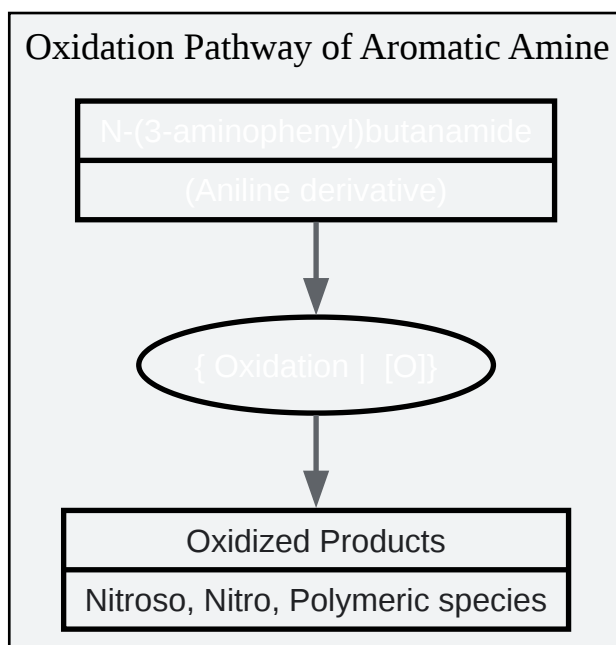 Oxidation Pathway of Aromatic Amine
N-(3-aminophenyl)butanamide
(Aniline derivative)
{ Oxidation | [O]}
Oxidized Products
Nitroso, Nitro, Polymeric species